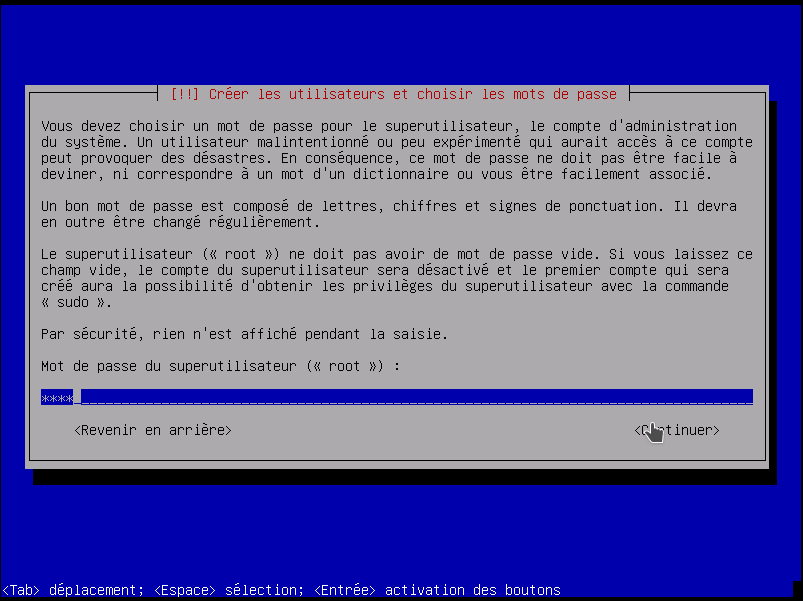 [!!] Créer les utilisateurs et choisir les mots de passe
Vous devez choisir un mot de passe pour le superutilisateur, le compte d'administration
du système. Un utilisateur malintentionné ou peu expérimenté qui aurait accès à ce compte
peut provoquer des désastres. En conséquence, ce mot de passe ne doit pas être facile à
deviner, ni correspondre à un mot d'un dictionnaire ou vous être facilement associé.
Un bon mot de passe est composé de lettres, chiffres et signes de ponctuation. Il devra
en outre être changé régulièrement.
Le superutilisateur (« root ») ne doit pas avoir de mot de passe vide. Si vous laissez ce
champ vide, le compte du superutilisateur sera désactivé et le premier compte qui sera
créé aura la possibilité d'obtenir les privilèges du superutilisateur avec la commande
« sudo ».
Par sécurité, rien n'est affiché pendant la saisie.
Mot de passe du superutilisateur (« root ») :
****
<Revenir en arrière> <Continuer>
<Tab> déplacement; <Espace> sélection; <Entrée> activation des boutons